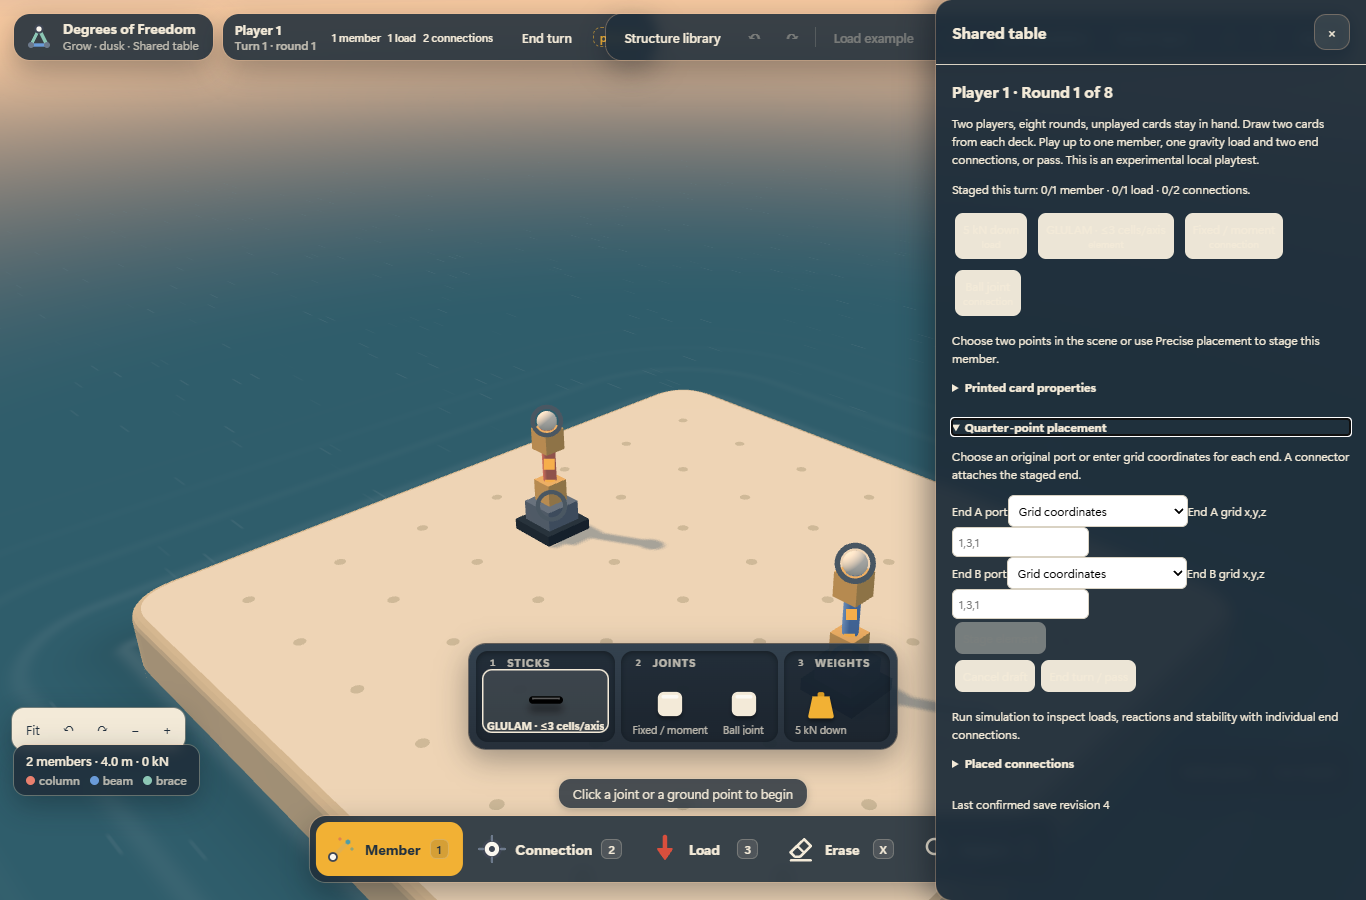 Degrees of Freedom
Grow · dusk · Shared table
Player 1
Turn 1 · round 1
1 member 1 load 2 connections
End turn
Structure library
Load example
Shared table
×
Player 1 · Round 1 of 8
Two players, eight rounds, unplayed cards stay in hand. Draw two cards
from each deck. Play up to one member, one gravity load and two end
connections, or pass. This is an experimental local playtest.
Staged this turn: 0/1 member · 0/1 load · 0/2 connections.
Choose two points in the scene or use Precise placement to stage this
member.
Printed card properties
Quarter-point placement
Choose an original port or enter grid coordinates for each end. A connector
attaches the staged end.
End A port Grid coordinates End A grid x,y,z
1,3,1
End B port Grid coordinates End B grid x,y,z
1,3,1
Cancel draft End turn / pass
Run simulation to inspect loads, reactions and stability with individual end
connections.
Placed connections
Last confirmed save revision 4
1 STICKS
GLULAM · ≤3 cells/axis
2 JOINTS
Fixed / moment Ball joint
3 WEIGHTS
5 kN down
Fit − +
2 members · 4.0 m · 0 kN
column beam brace
Click a joint or a ground point to begin
Member 1
Connection 2
Load 3
Erase X